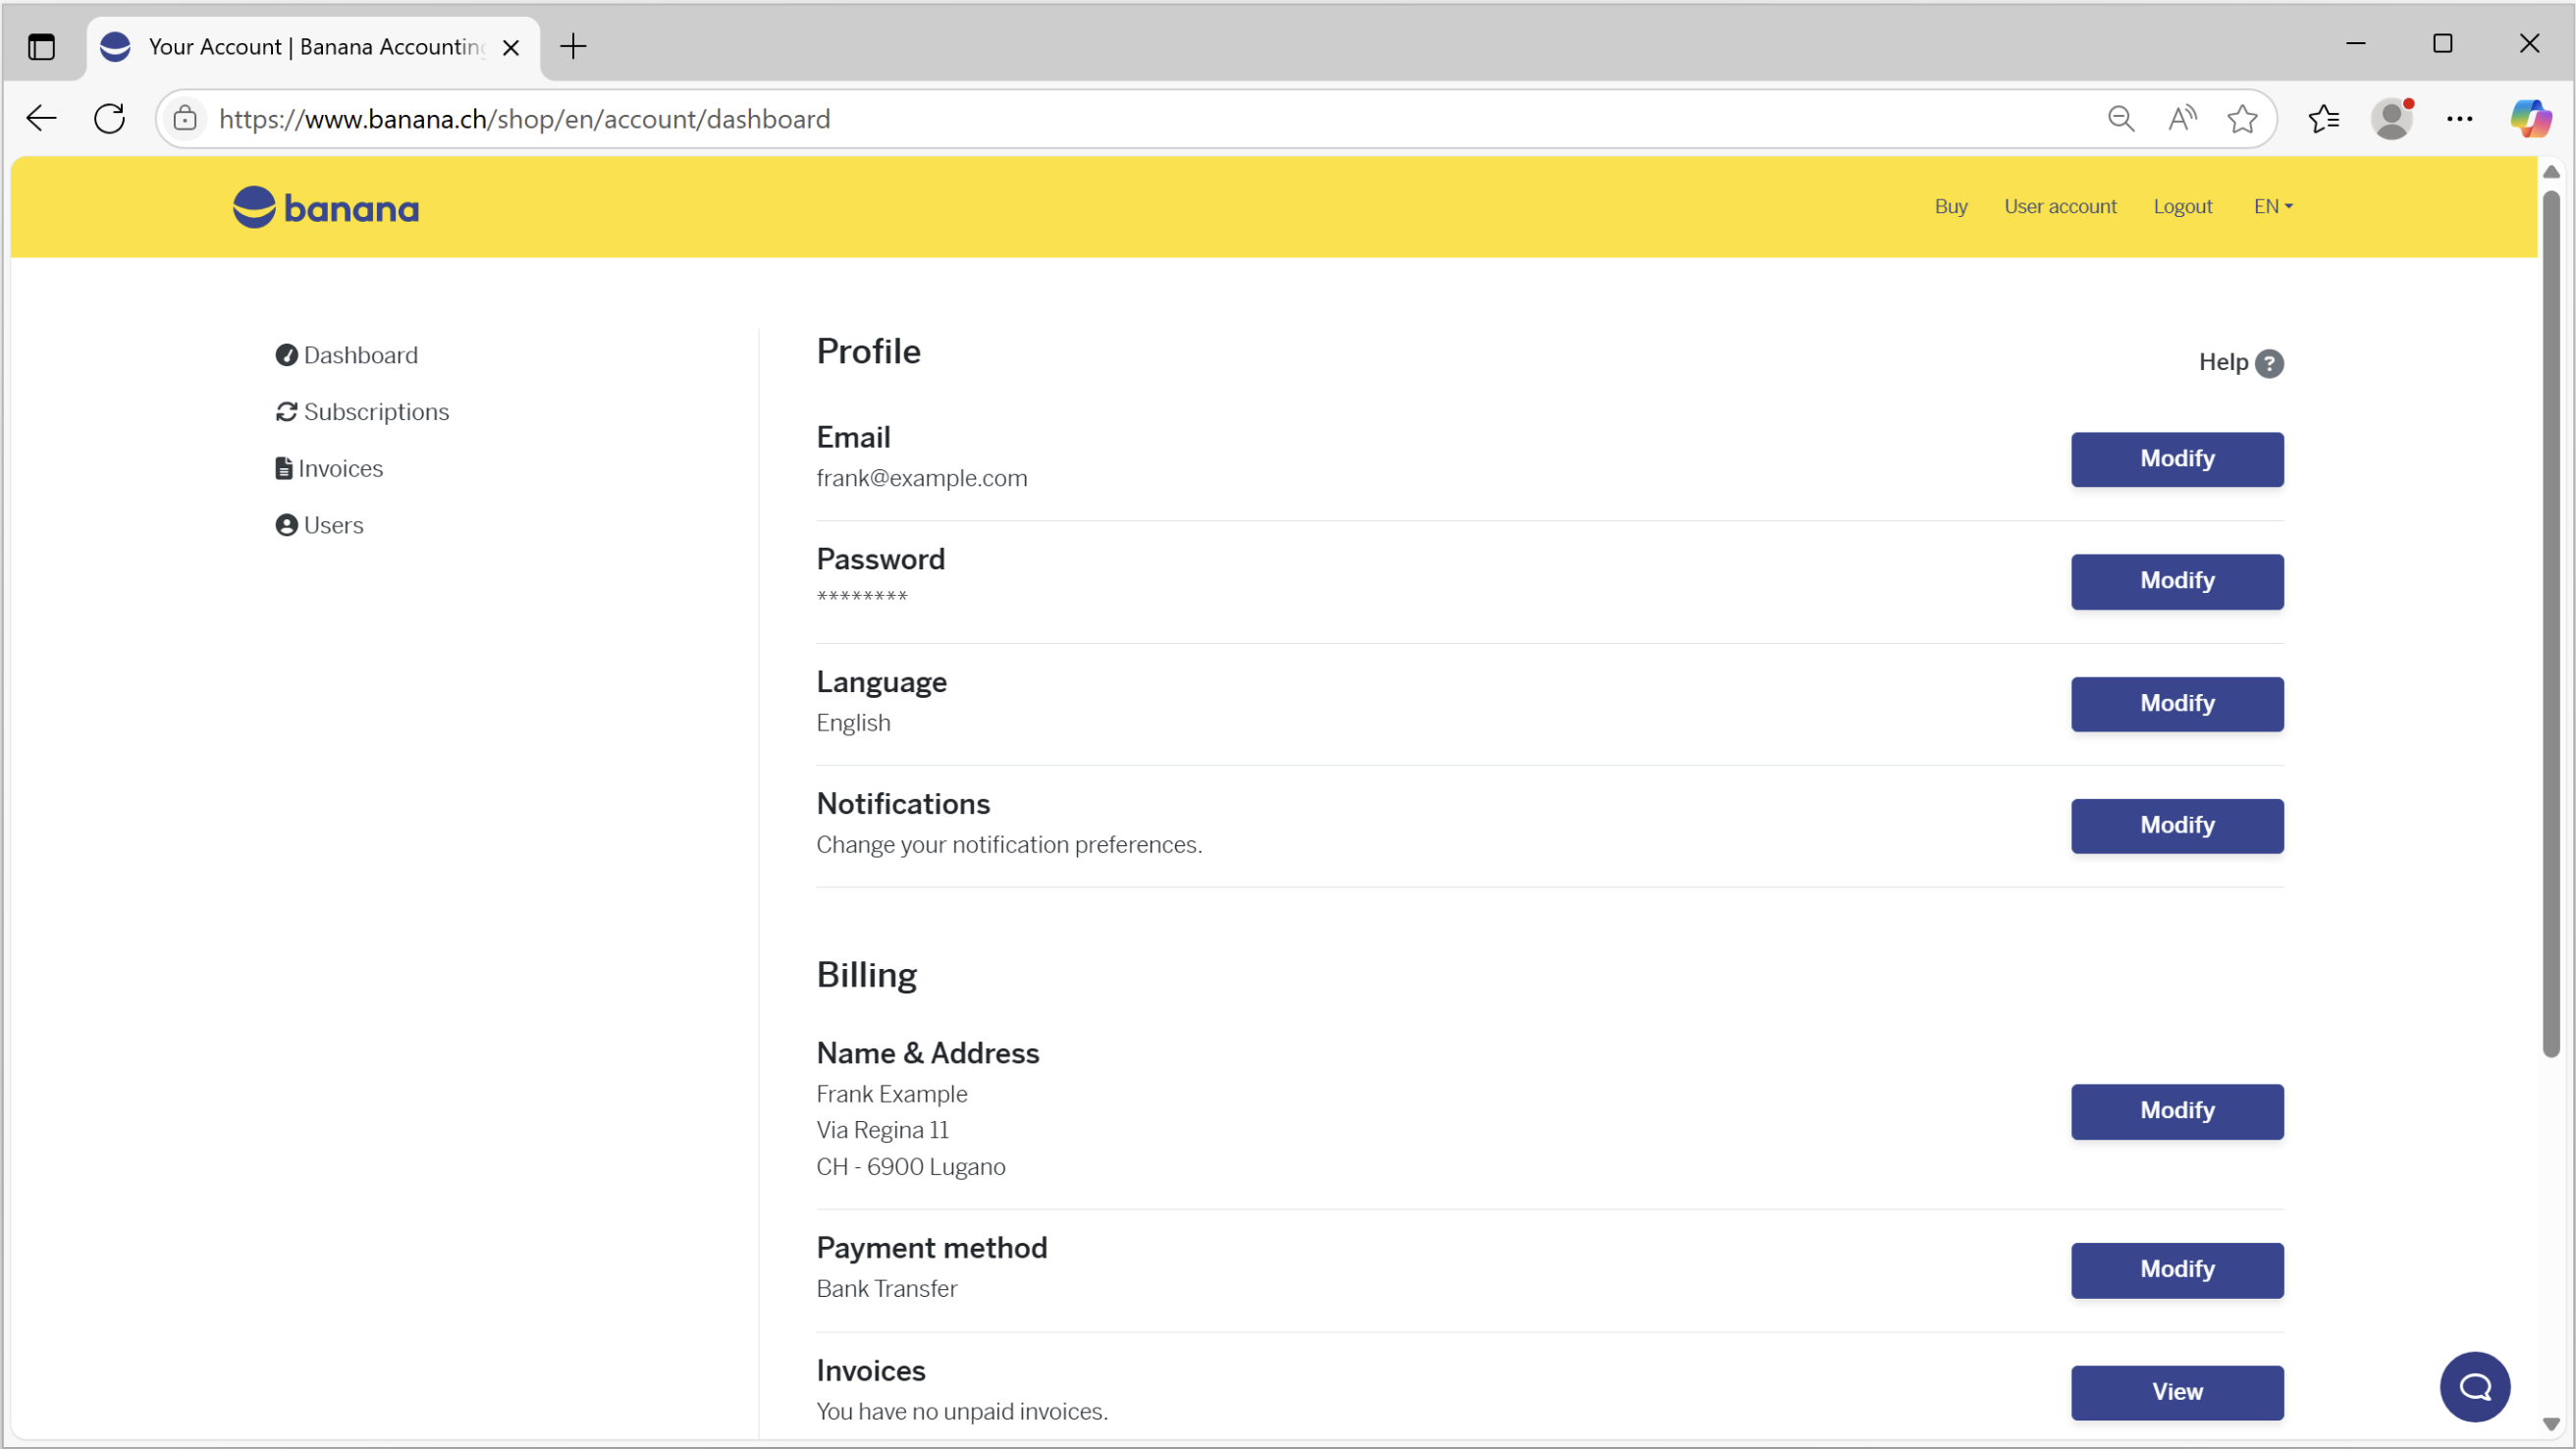 Your Account | Banana Accounting
https://www.banana.ch/shop/en/account/dashboard
banana
Buy
User account
Logout
EN
Dashboard
Subscriptions
Invoices
Users
Profile
Help ?
Email
frank@example.com
Modify
Password
********
Modify
Language
English
Modify
Notifications
Change your notification preferences.
Modify
Billing
Name & Address
Frank Example
Via Regina 11
CH - 6900 Lugano
Modify
Payment method
Bank Transfer
Modify
Invoices
You have no unpaid invoices.
View